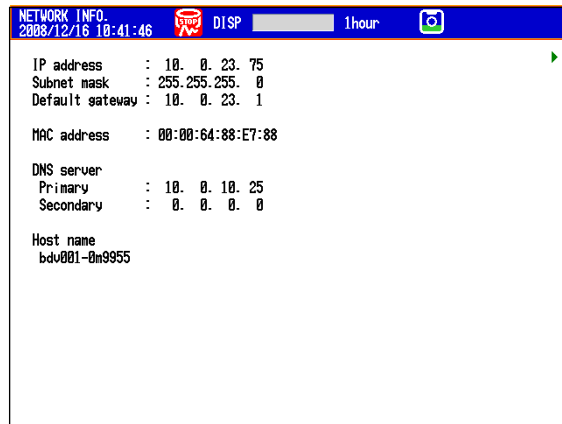 NETWORK INFO.
2008/12/16 10:41:46
STOP
DISP
1hour
IP address : 10. 0. 23. 75
Subnet mask : 255.255.255. 0
Default gateway : 10. 0. 23. 1
MAC address : 00:00:64:88:E7:88
DNS server
Primary : 10. 0. 10. 25
Secondary : 0. 0. 0. 0
Host name
bdv001-0m9955